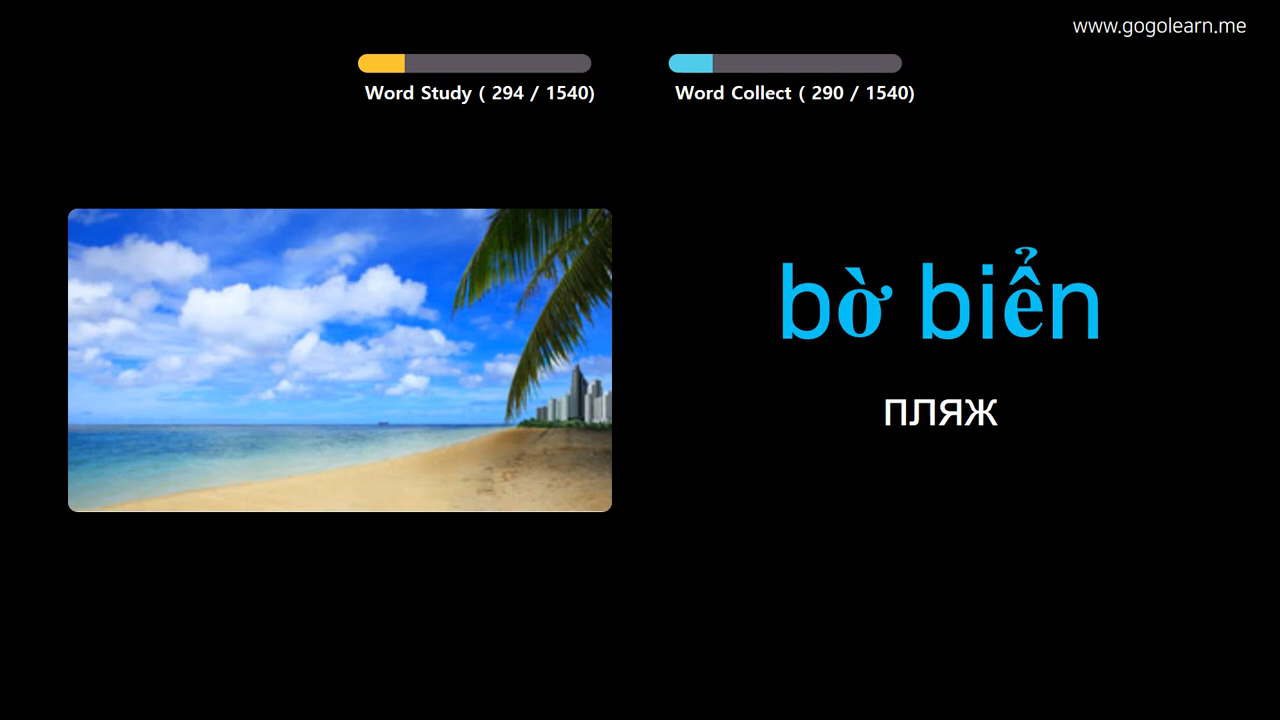 www.gogolearn.me
Word Study ( 294 / 1540)
Word Collect ( 290 / 1540)
bờ biển
пляж